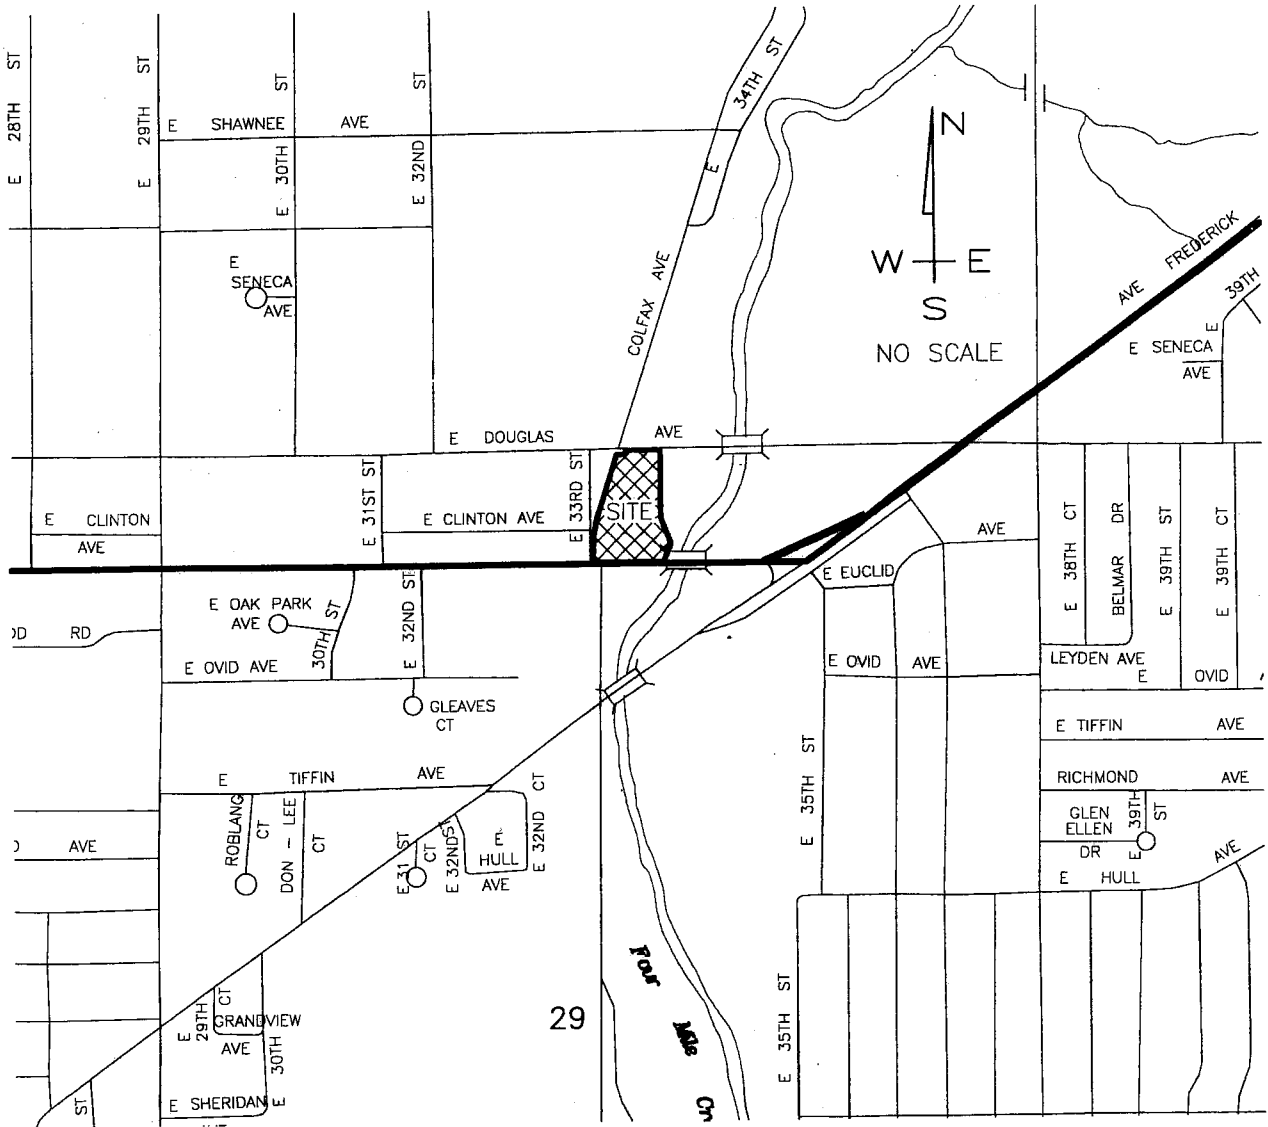 E 28TH ST
E 29TH ST
E 30TH ST
E 32ND ST
E 34TH ST
E SHAWNEE AVE
N
W E
S
NO SCALE
E
SENECA
AVE
COLFAX AVE
AVE FREDERICK
E 39TH
E SENECA
AVE
E DOUGLAS AVE
E CLINTON
AVE
E 31ST ST
E CLINTON AVE
E 33RD ST
SITE
AVE
E EUCLID
E 38TH CT
BELMAR DR
E 39TH ST
E 39TH CT
E OAK PARK
AVE
30TH ST
E 32ND ST
RD
E OVID AVE
E OVID AVE
LEYDEN AVE
E OVID
GLEAVES
CT
E TIFFIN AVE
E TIFFIN AVE
E 35TH ST
RICHMOND AVE
ROBLANG
CT
DON - LEE
CT
E 31 ST
CT
E 32ND ST
E
HULL
AVE
E 32ND CT
AVE
GLEN
ELLEN
DR
E 39TH
ST
E HULL AVE
Four Mile
29
E 35TH ST
E 29TH
CT
GRANDVIEW
AVE
E 30TH
E SHERIDAN
ST